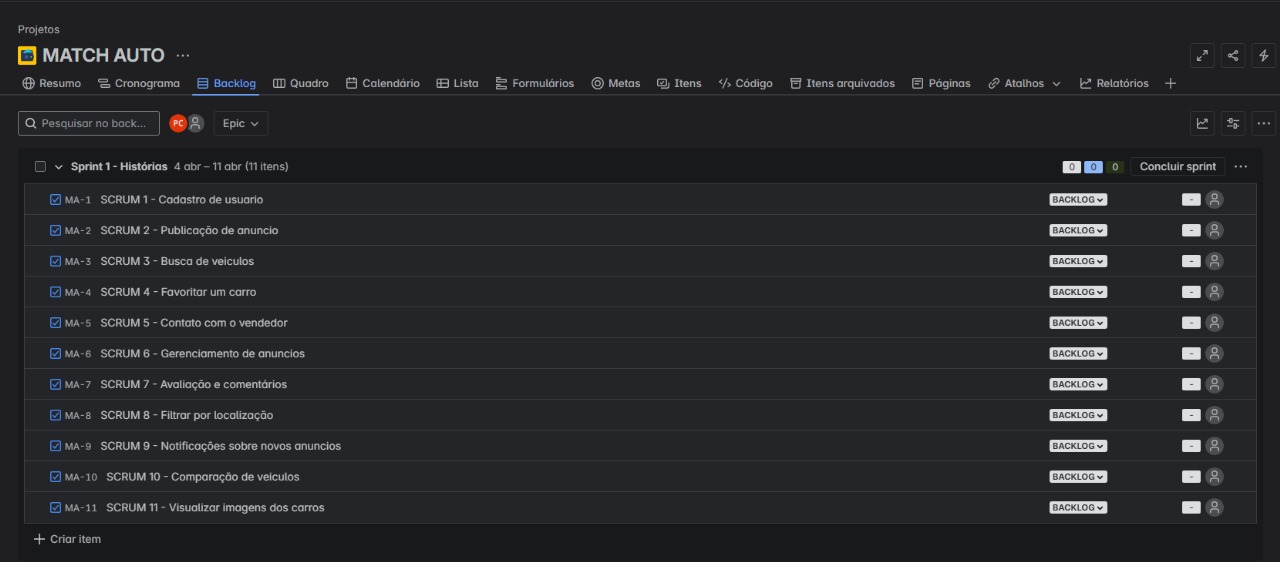 Projetos
MATCH AUTO ...
Resumo Cronograma Backlog Quadro Calendário Lista Formulários Metas Itens Código Itens arquivados Páginas Atalhos Relatórios
Pesquisar no back... PC Epic
Sprint 1 - Histórias 4 abr – 11 abr (11 itens) 0 0 0 Concluir sprint ...
MA-1 SCRUM 1 - Cadastro de usuario BACKLOG -
MA-2 SCRUM 2 - Publicação de anuncio BACKLOG -
MA-3 SCRUM 3 - Busca de veiculos BACKLOG -
MA-4 SCRUM 4 - Favoritar um carro BACKLOG -
MA-5 SCRUM 5 - Contato com o vendedor BACKLOG -
MA-6 SCRUM 6 - Gerenciamento de anuncios BACKLOG -
MA-7 SCRUM 7 - Avaliação e comentários BACKLOG -
MA-8 SCRUM 8 - Filtrar por localização BACKLOG -
MA-9 SCRUM 9 - Notificações sobre novos anuncios BACKLOG -
MA-10 SCRUM 10 - Comparação de veiculos BACKLOG -
MA-11 SCRUM 11 - Visualizar imagens dos carros BACKLOG -
+ Criar item